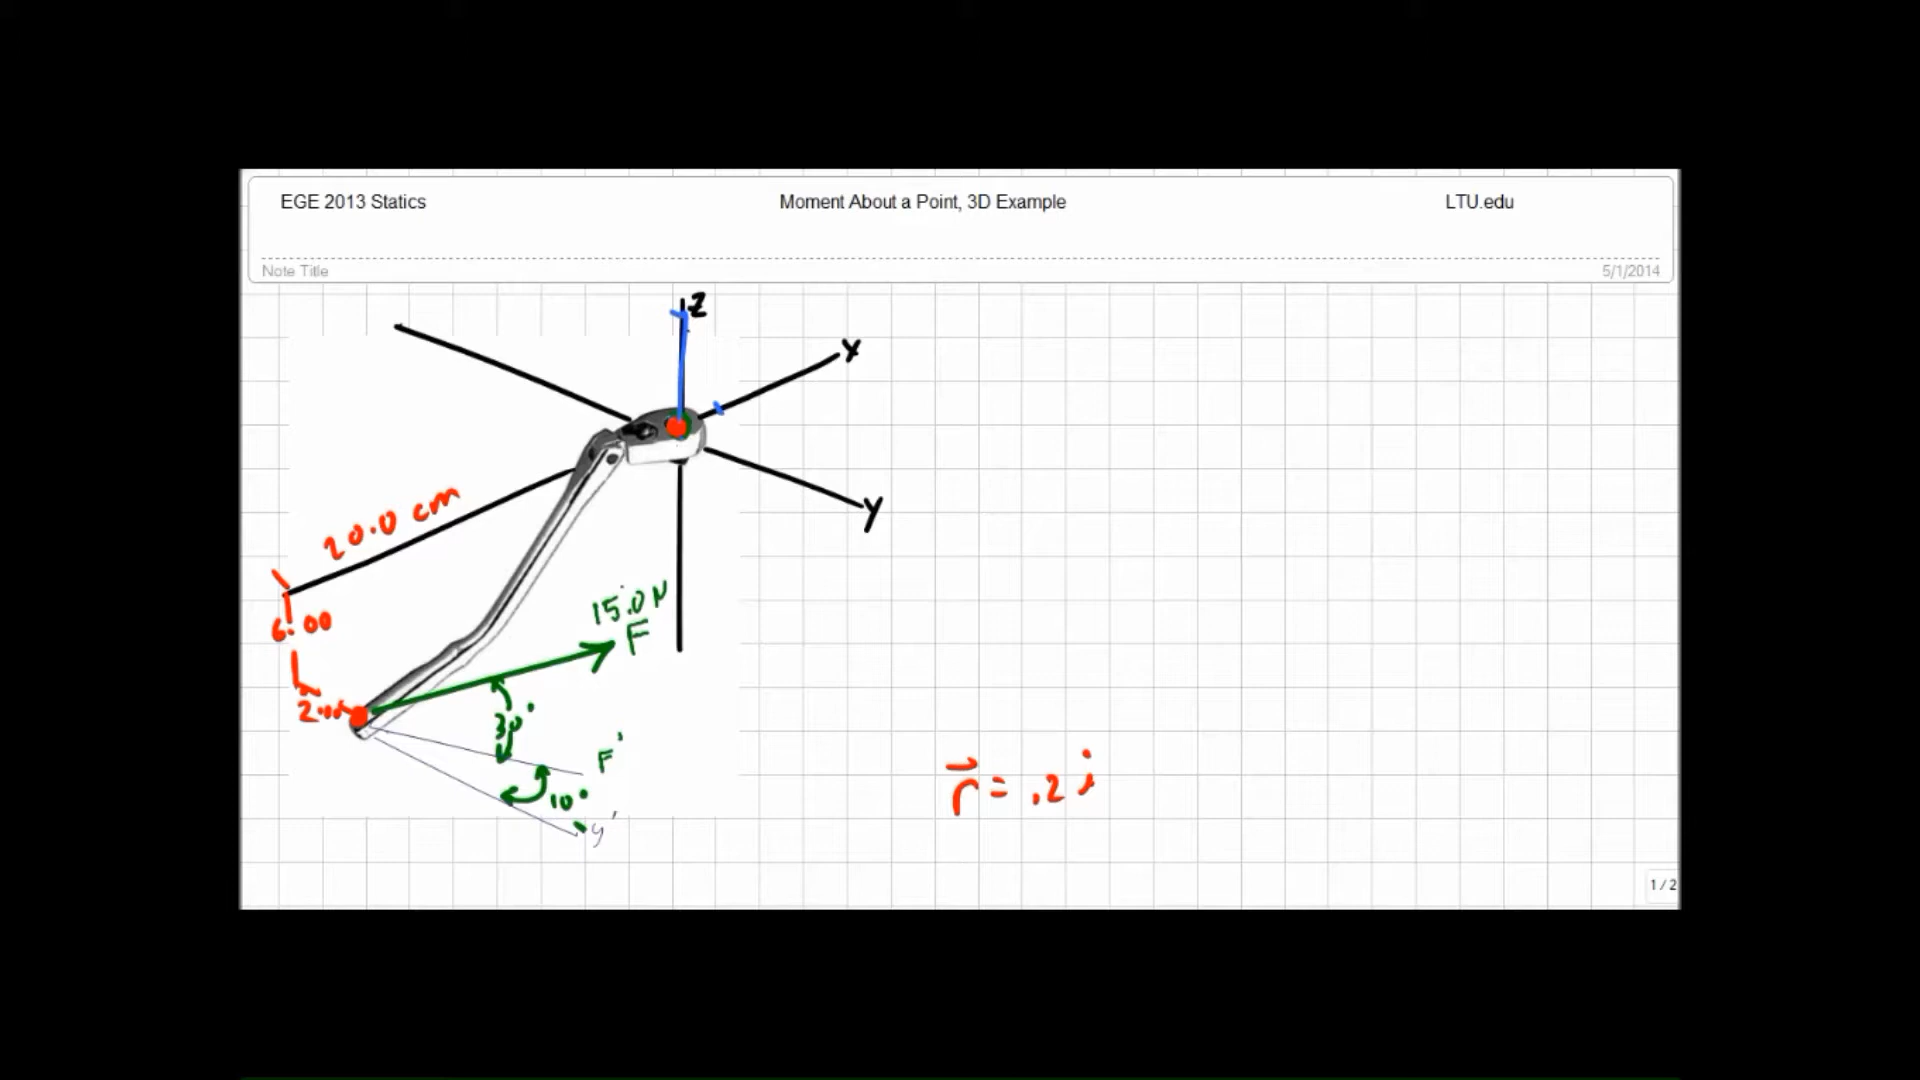 EGE 2013 Statics
Moment About a Point, 3D Example
LTU.edu
Note Title
5/1/2014
z
x
y
20.0 cm
6.00
15.0 N
F
30°
F'
10°
y'
r = .2 i
1 / 2